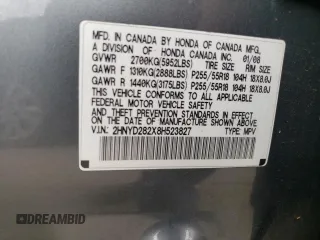 MFD. IN CANADA BY HONDA OF CANADA MFG.
A DIVISION OF HONDA CANADA INC. 01/08
GVWR 2700KG(5952LBS) TIRE SIZE RIM SIZE
GAWR F 1310KG(2888LBS) P255/55R18 104H 18X8.0J
GAWR R 1440KG(3175LBS) P255/55R18 104H 18X8.0J
THIS VEHICLE CONFORMS TO ALL APPLICABLE
FEDERAL MOTOR VEHICLE SAFETY AND THEFT
PREVENTION STANDARDS IN EFFECT ON THE DATE
OF MANUFACTURE SHOWN ABOVE.
V.I.N: 2HNYD282X8H523827 TYPE: MPV
DREAMBID